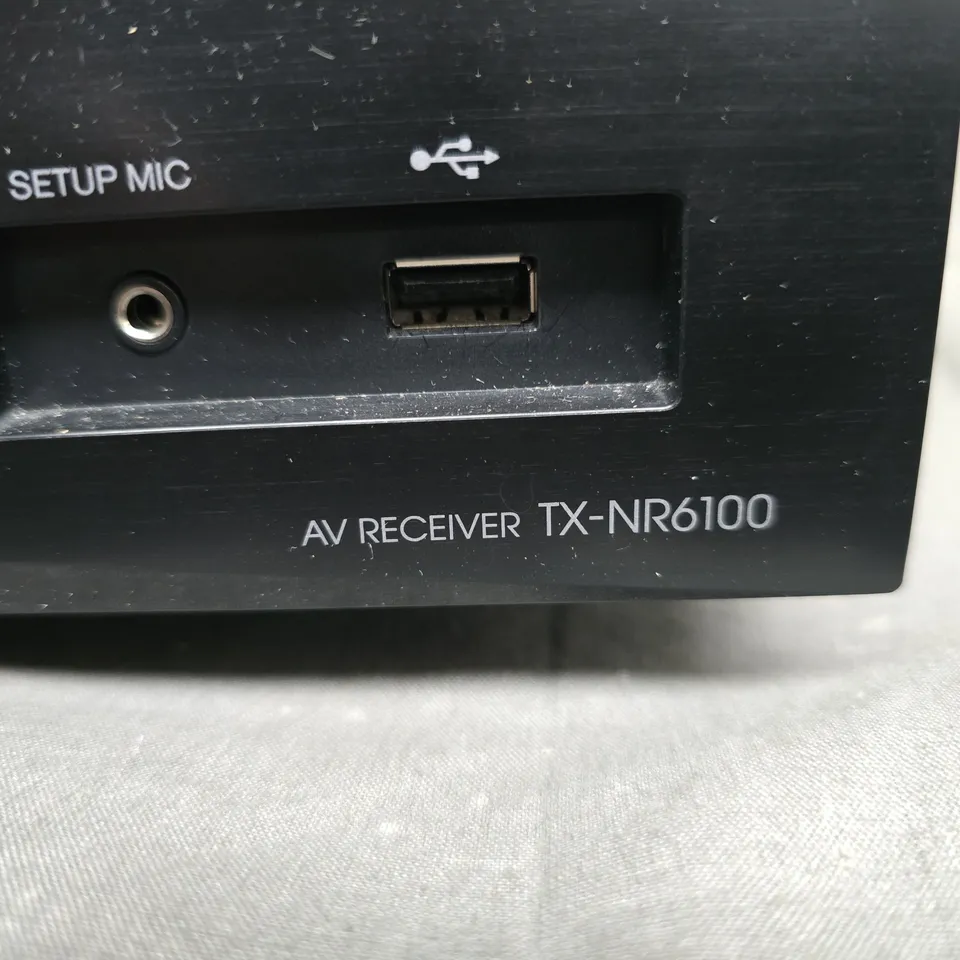 SETUP MIC
AV RECEIVER TX-NR6100